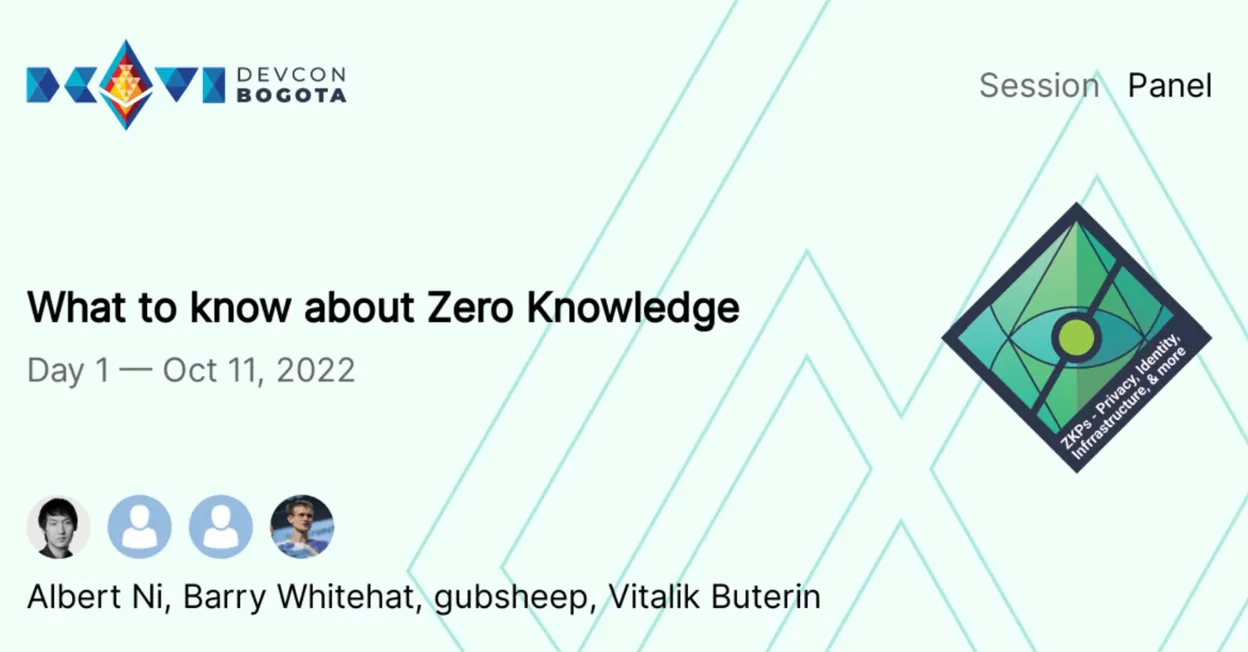 DEVCON
BOGOTA
Session Panel
What to know about Zero Knowledge
Day 1 — Oct 11, 2022
ZKPs - Privacy, Identity,
Infrrastructure, & more
Albert Ni, Barry Whitehat, gubsheep, Vitalik Buterin